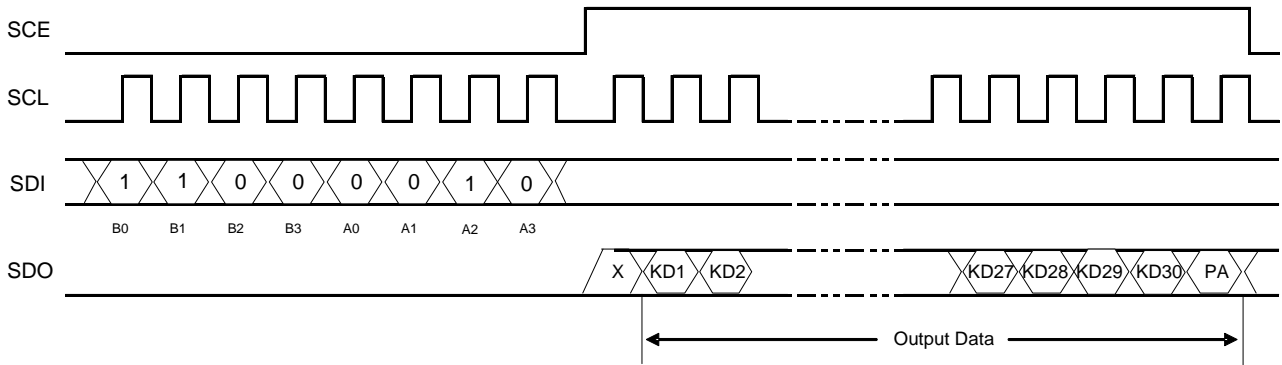 SCE
SCL
SDI 1 1 0 0 0 0 1 0
B0 B1 B2 B3 A0 A1 A2 A3
SDO X KD1 KD2 KD27 KD28 KD29 KD30 PA
Output Data